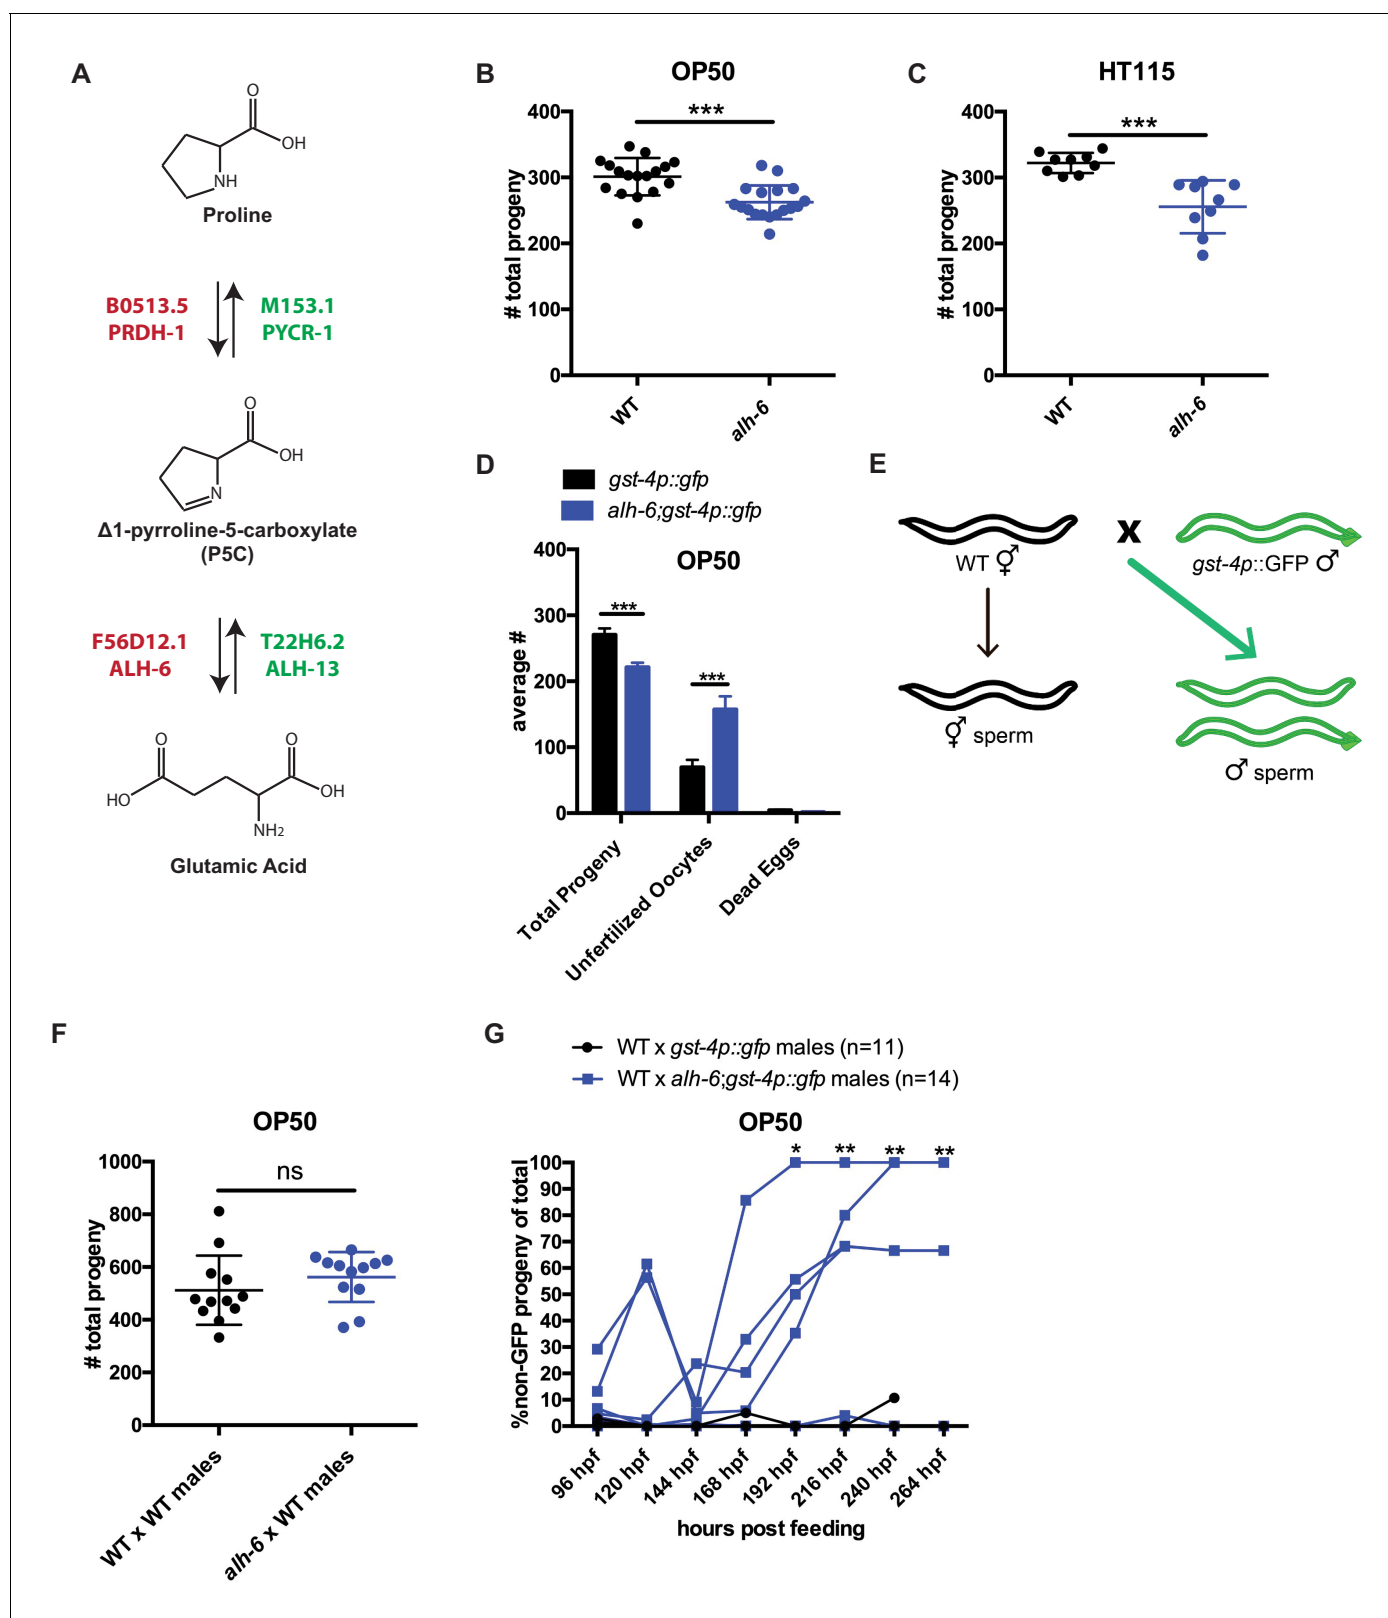 A
O
OH
NH
Proline
B0513.5
PRDH-1
M153.1
PYCR-1
O
OH
N
Δ1-pyrroline-5-carboxylate
(P5C)
F56D12.1
ALH-6
T22H6.2
ALH-13
O
O
HO
OH
NH2
Glutamic Acid
B
OP50
***
# total progeny
400
300
200
100
0
WT
alh-6
C
HT115
***
# total progeny
400
300
200
100
0
WT
alh-6
D
gst-4p::gfp
alh-6;gst-4p::gfp
OP50
***
***
average #
400
300
200
100
0
Total Progeny
Unfertilized Oocytes
Dead Eggs
E
WT ⚥
x
gst-4p::GFP ♂
⚥ sperm
♂ sperm
F
OP50
ns
# total progeny
1000
800
600
400
200
0
WT x WT males
alh-6 x WT males
G
WT x gst-4p::gfp males (n=11)
WT x alh-6;gst-4p::gfp males (n=14)
OP50
* ** ** **
%non-GFP progeny of total
100
90
80
70
60
50
40
30
20
10
0
96 hpf
120 hpf
144 hpf
168 hpf
192 hpf
216 hpf
240 hpf
264 hpf
hours post feeding